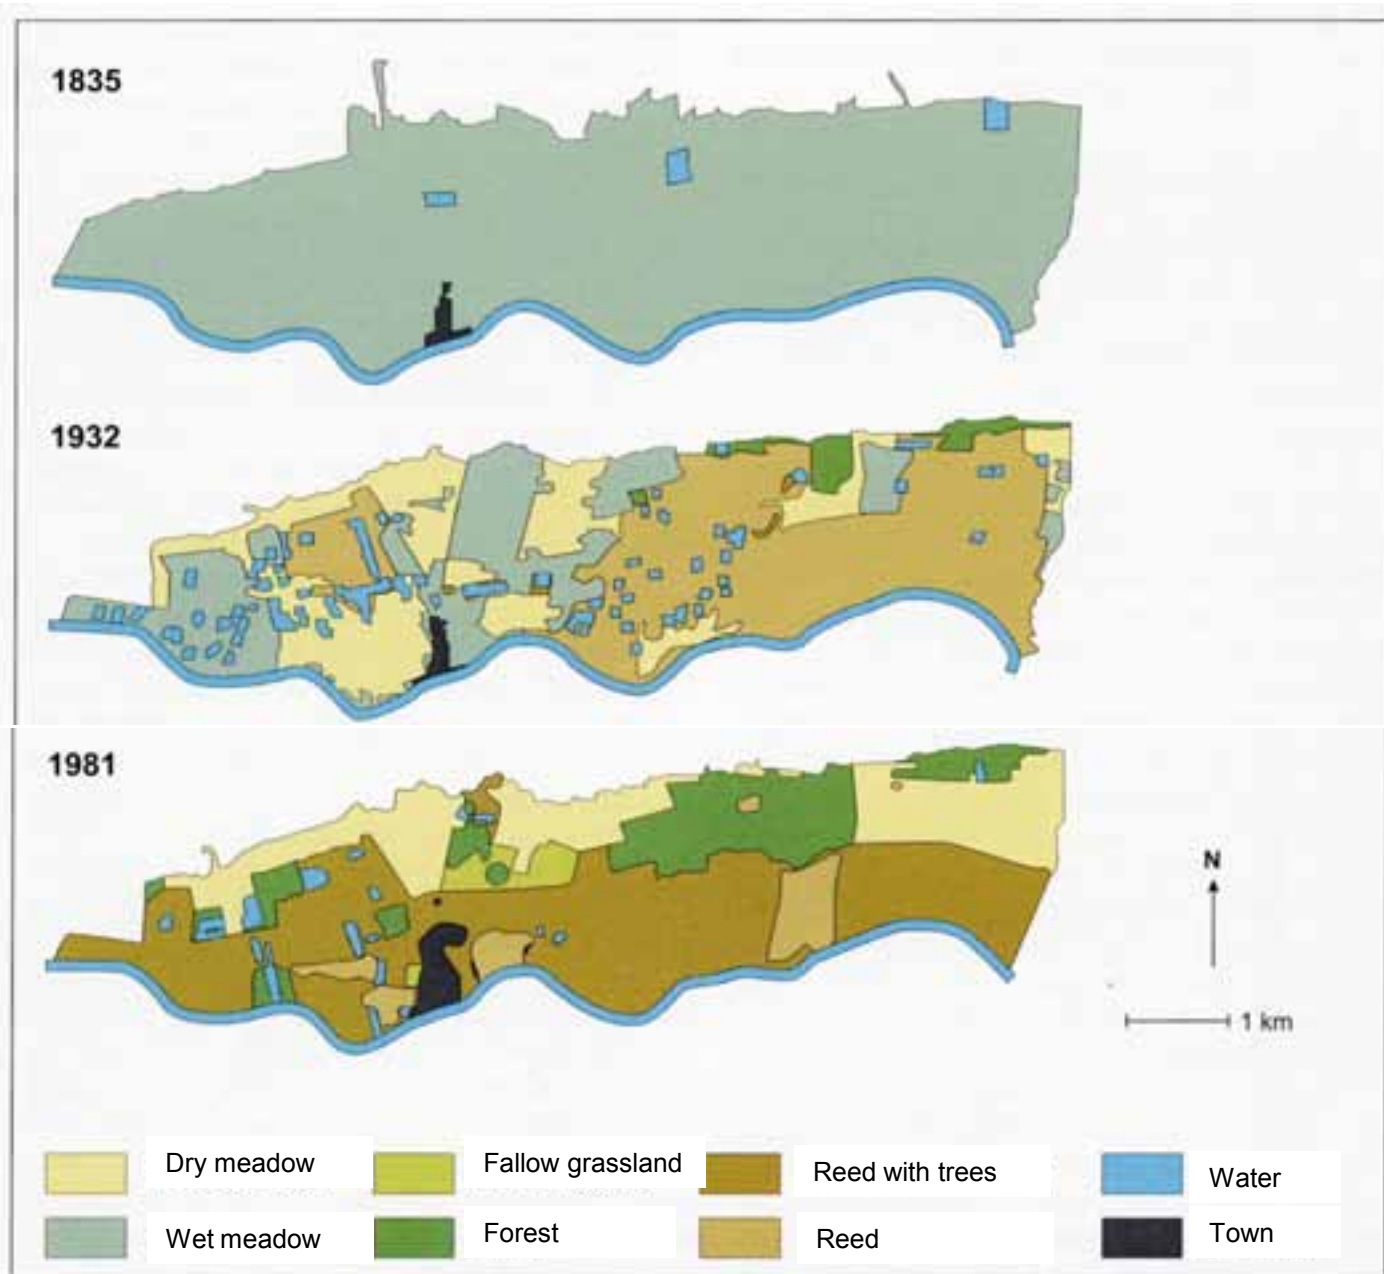 1835
1932
1981
N
1 km
Dry meadow
Fallow grassland
Reed with trees
Water
Wet meadow
Forest
Reed
Town